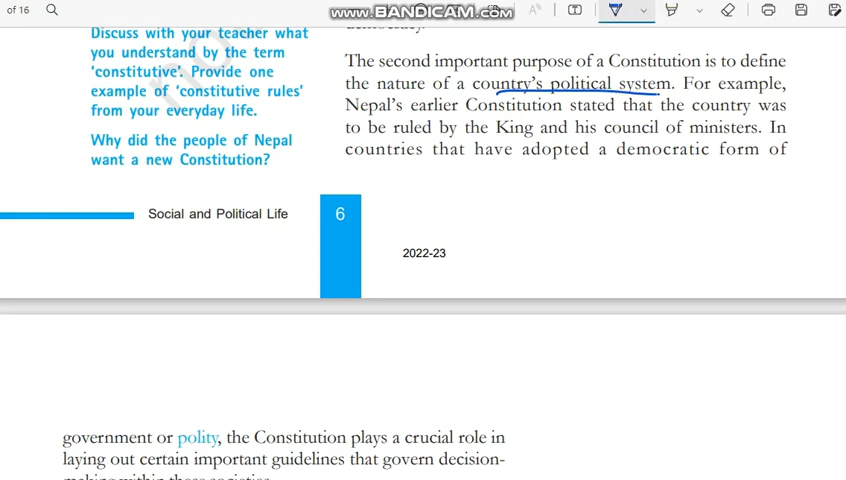 of 16
www.BANDICAM.com
Discuss with your teacher what
you understand by the term
'constitutive'. Provide one
example of 'constitutive rules'
from your everyday life.
Why did the people of Nepal
want a new Constitution?
democracy.
The second important purpose of a Constitution is to define
the nature of a country's political system. For example,
Nepal's earlier Constitution stated that the country was
to be ruled by the King and his council of ministers. In
countries that have adopted a democratic form of
Social and Political Life
6
2022-23
government or polity, the Constitution plays a crucial role in
laying out certain important guidelines that govern decision-
making within these societies.